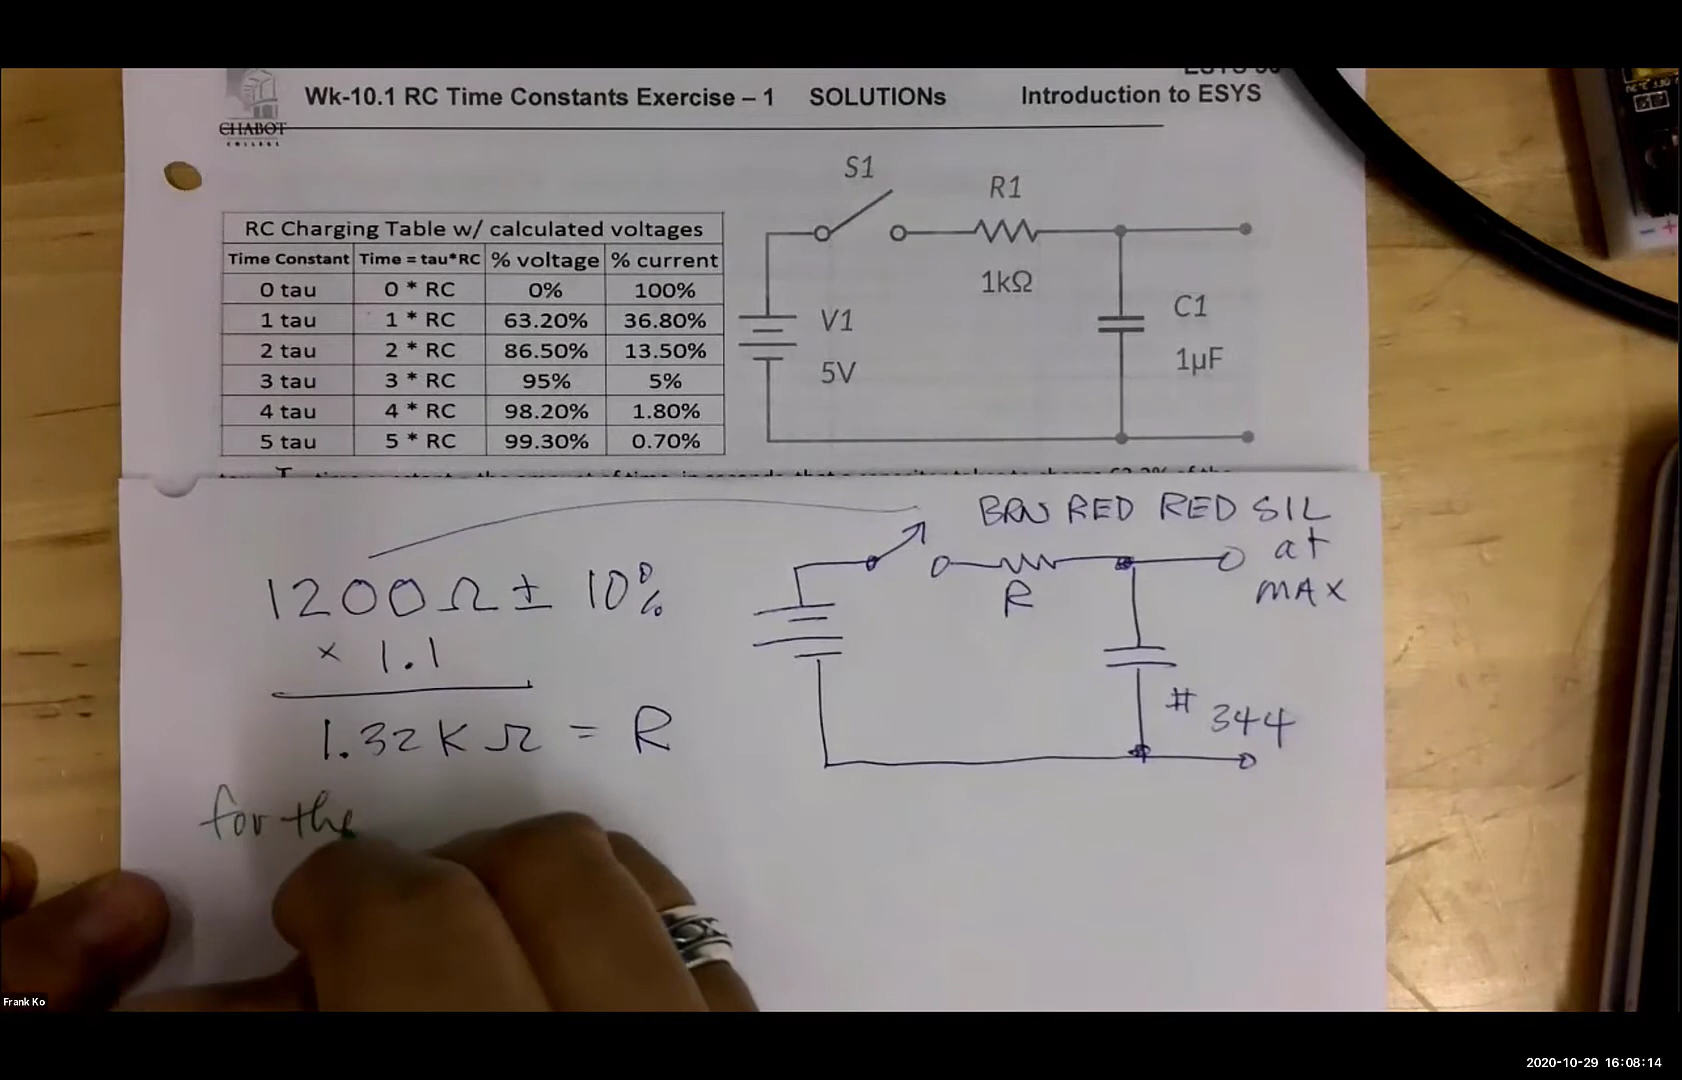 Wk-10.1 RC Time Constants Exercise – 1 SOLUTIONs Introduction to ESYS
CHABOT
COLLEGE
RC Charging Table w/ calculated voltages
Time Constant Time = tau*RC % voltage % current
0 tau 0 * RC 0% 100%
1 tau 1 * RC 63.20% 36.80%
2 tau 2 * RC 86.50% 13.50%
3 tau 3 * RC 95% 5%
4 tau 4 * RC 98.20% 1.80%
5 tau 5 * RC 99.30% 0.70%
S1
R1
1kΩ
V1
5V
C1
1µF
BRN RED RED SIL
at
MAX
R
# 344
1200Ω ± 10%
x 1.1
1.32KΩ = R
for the
Frank Ko
2020-10-29 16:08:14